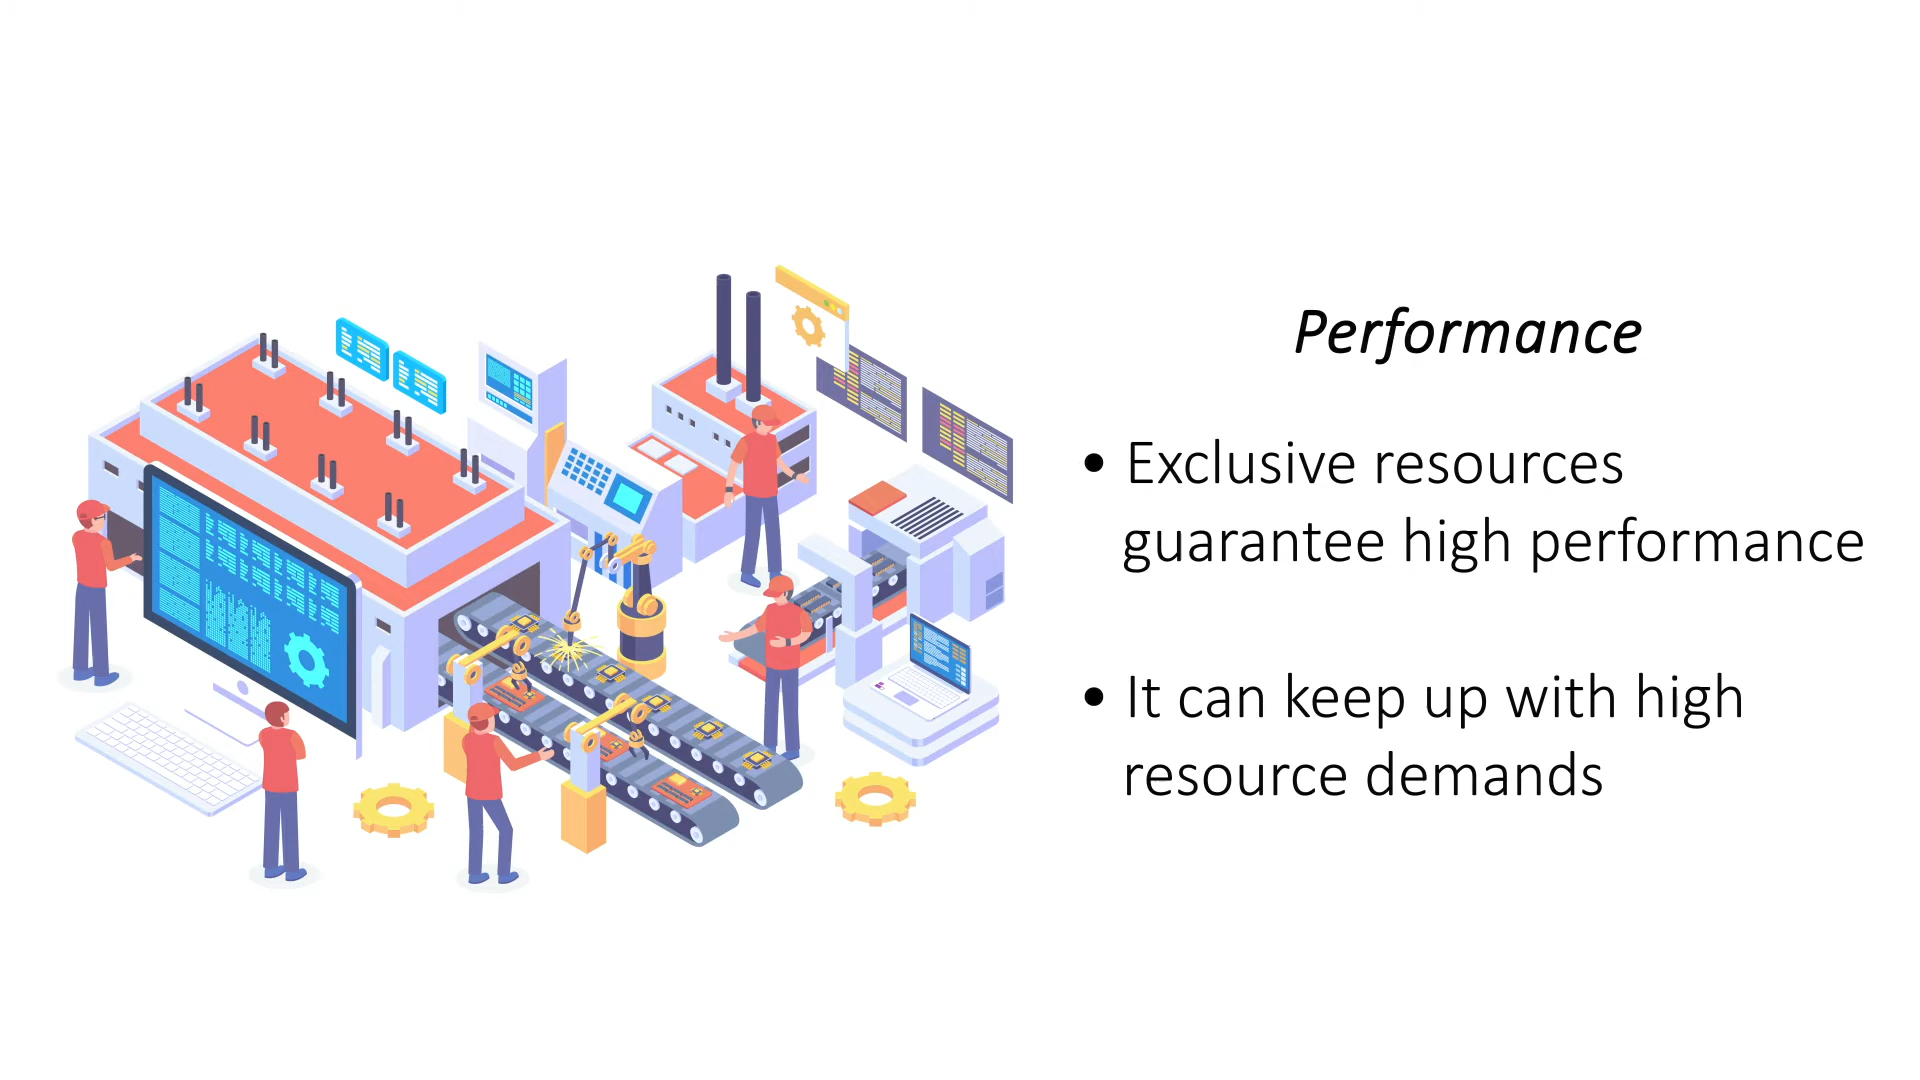 Performance
• Exclusive resources
guarantee high performance
• It can keep up with high
resource demands